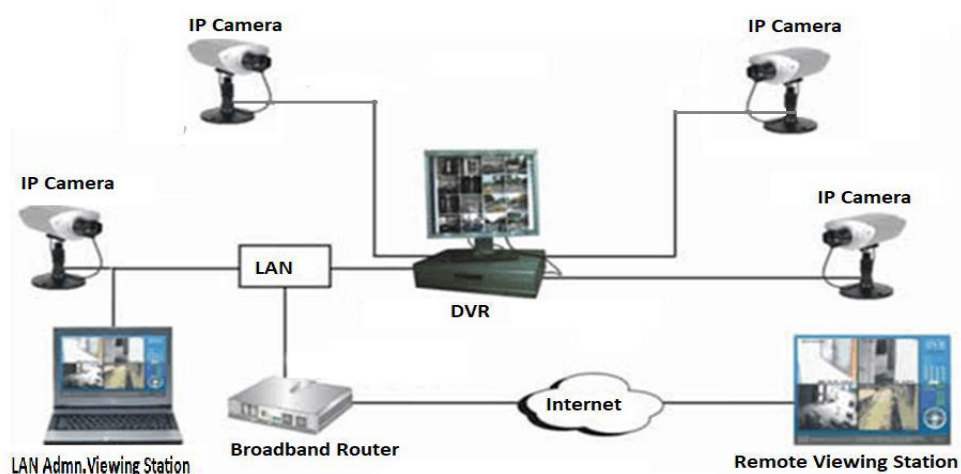 IP Camera
IP Camera
IP Camera
IP Camera
LAN
DVR
Internet
Broadband Router
LAN Admn.Viewing Station
Remote Viewing Station